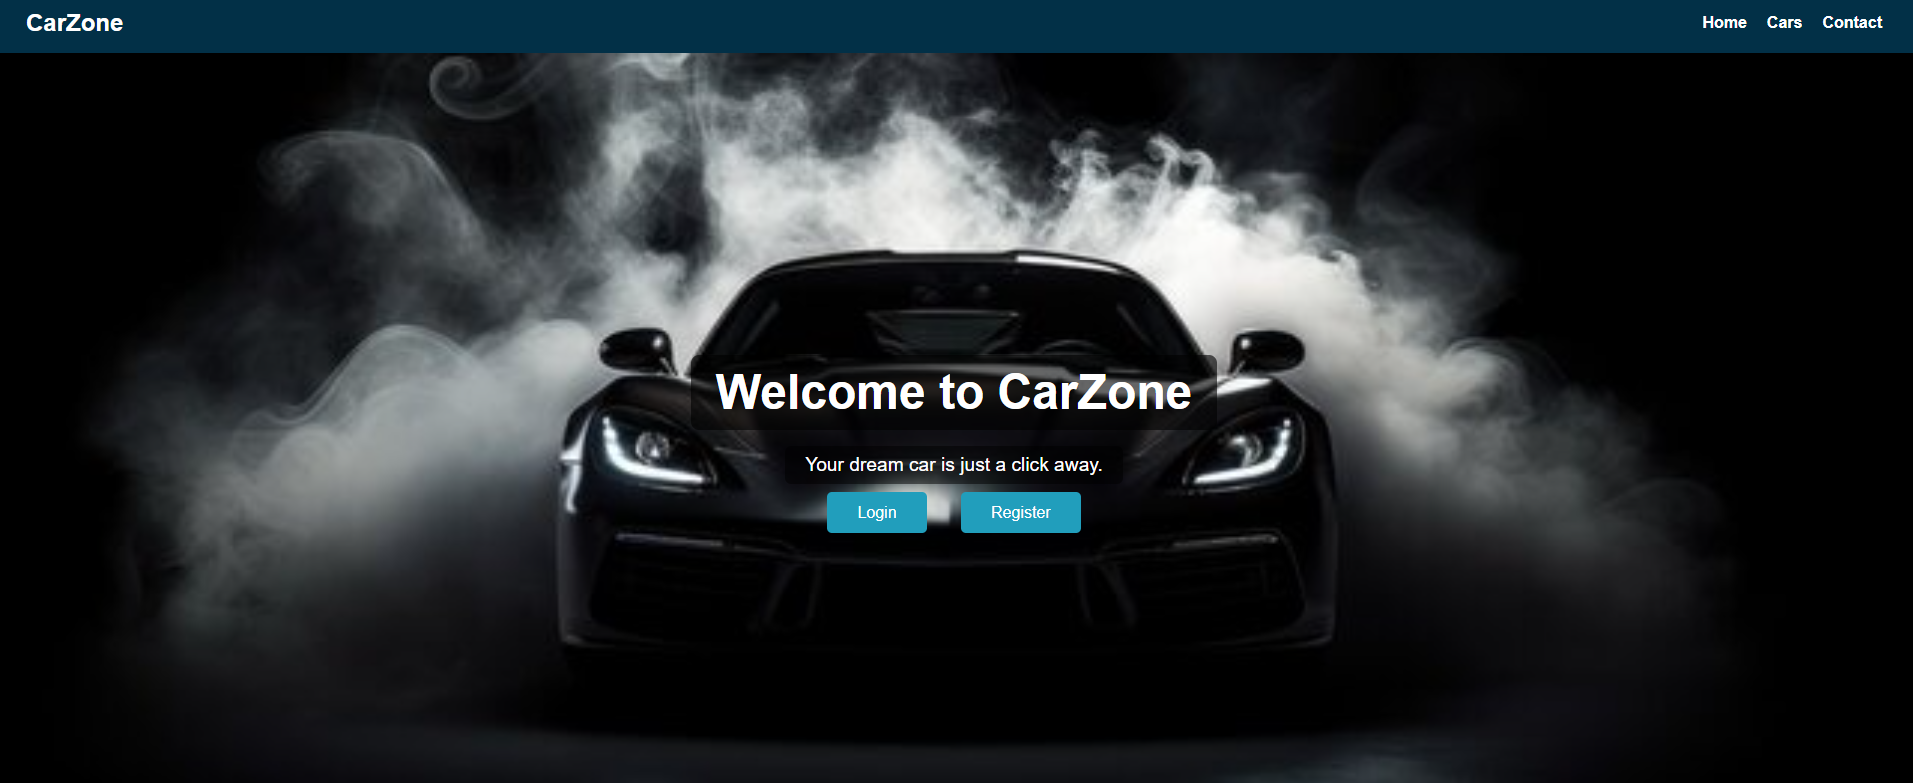 CarZone
Home Cars Contact
Welcome to CarZone
Your dream car is just a click away.
Login Register